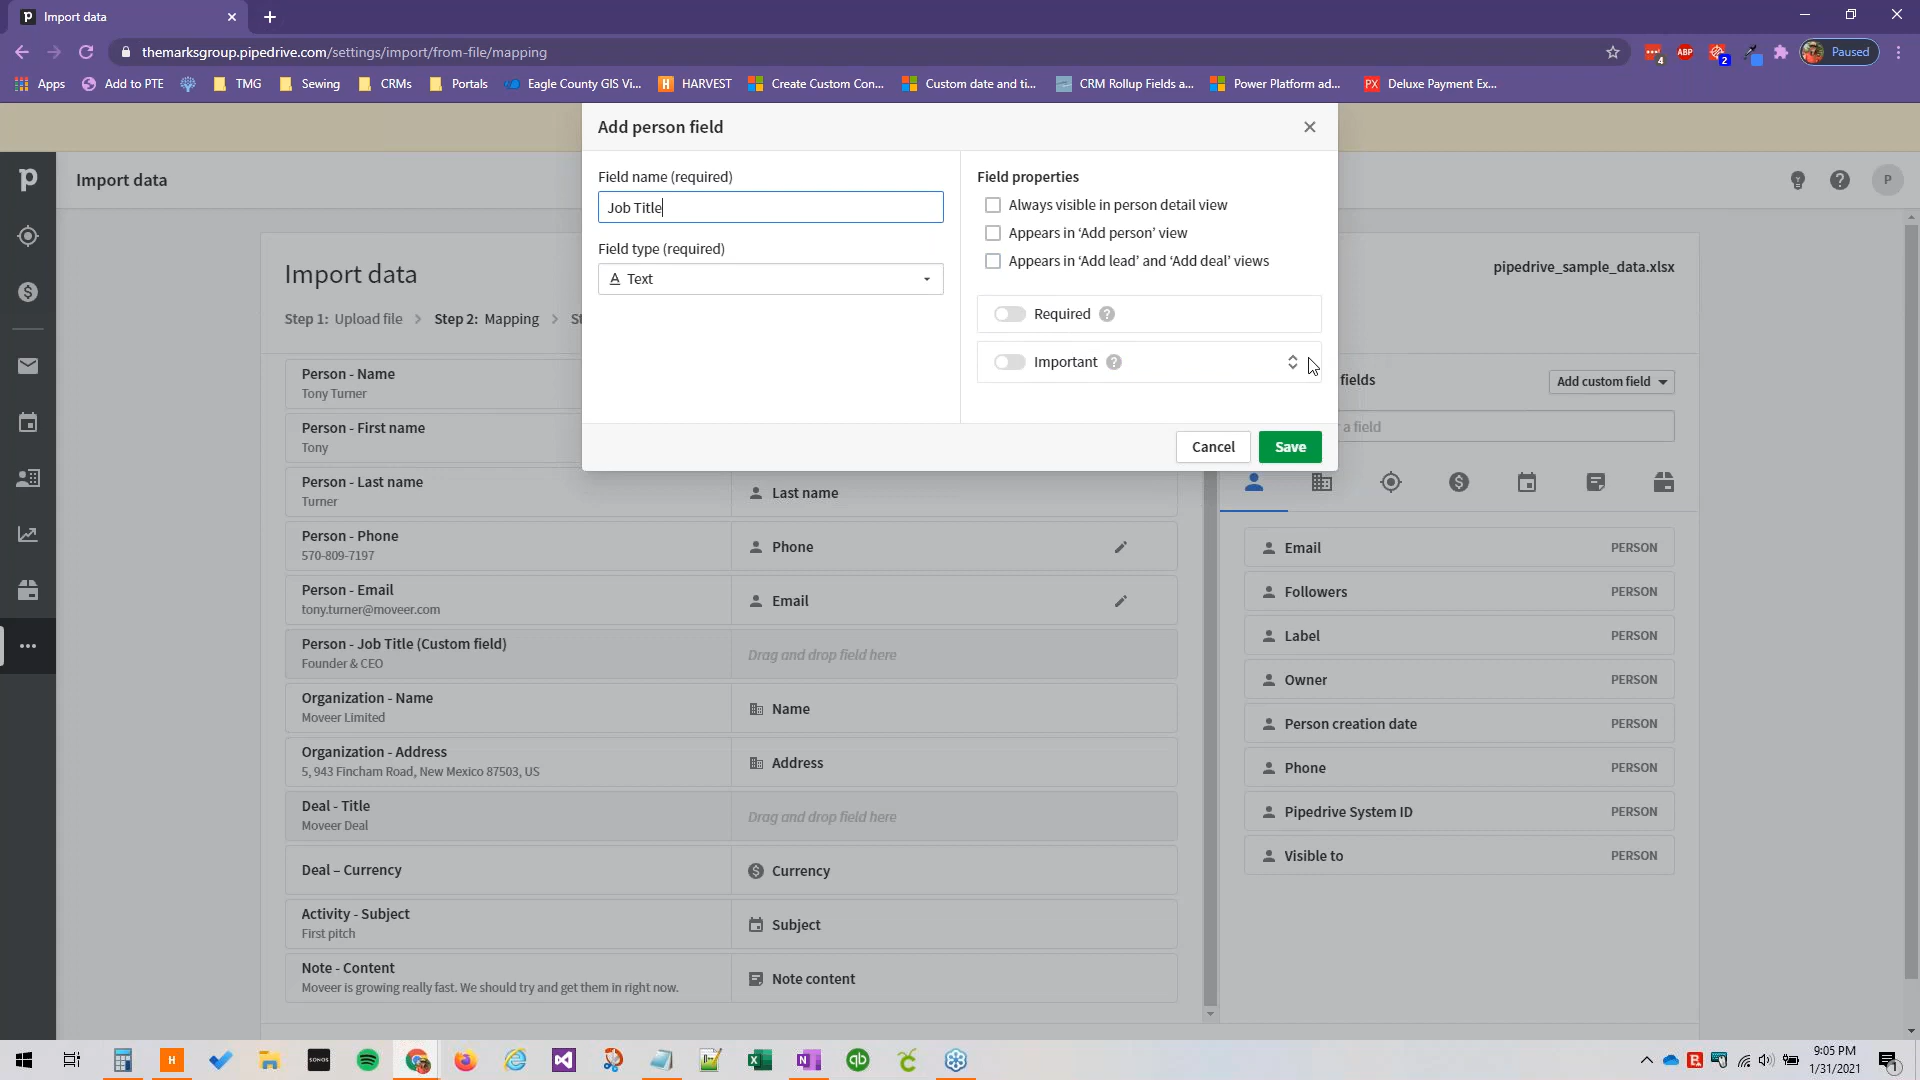 Import data
themarksgroup.pipedrive.com/settings/import/from-file/mapping
4
ABP
2
Paused
Apps
Add to PTE
TMG
Sewing
CRMs
Portals
Eagle County GIS Vi...
HARVEST
Create Custom Con...
Custom date and ti...
CRM Rollup Fields a...
Power Platform ad...
PX
Deluxe Payment Ex...
Add person field
Field name (required)
Job Title
Field type (required)
A Text
Field properties
Always visible in person detail view
Appears in ‘Add person’ view
Appears in ‘Add lead’ and ‘Add deal’ views
Required ?
Important ?
Cancel
Save
Import data
P
Import data
pipedrive_sample_data.xlsx
Step 1: Upload file > Step 2: Mapping > St
fields
Add custom field
a field
Person - Name
Tony Turner
Person - First name
Tony
Person - Last name
Turner
Last name
Person - Phone
570-809-7197
Phone
Person - Email
tony.turner@moveer.com
Email
Person - Job Title (Custom field)
Founder & CEO
Drag and drop field here
Organization - Name
Moveer Limited
Name
Organization - Address
5, 943 Fincham Road, New Mexico 87503, US
Address
Deal - Title
Moveer Deal
Drag and drop field here
Deal – Currency
Currency
Activity - Subject
First pitch
Subject
Note - Content
Moveer is growing really fast. We should try and get them in right now.
Note content
Email PERSON
Followers PERSON
Label PERSON
Owner PERSON
Person creation date PERSON
Phone PERSON
Pipedrive System ID PERSON
Visible to PERSON
SONOS
9:05 PM
1/31/2021
1